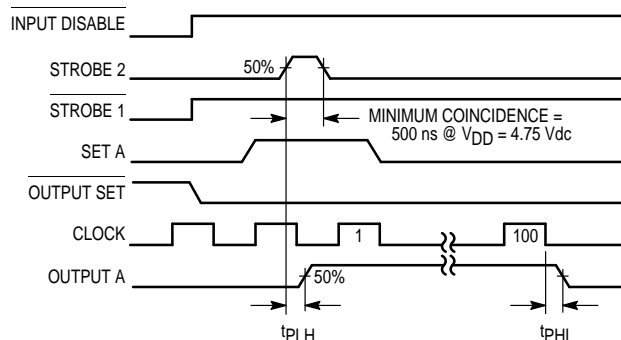 INPUT DISABLE
STROBE 2
50%
STROBE 1
MINIMUM COINCIDENCE =
500 ns @ VDD = 4.75 Vdc
SET A
OUTPUT SET
CLOCK
1
100
OUTPUT A
50%
tPLH
tPHL